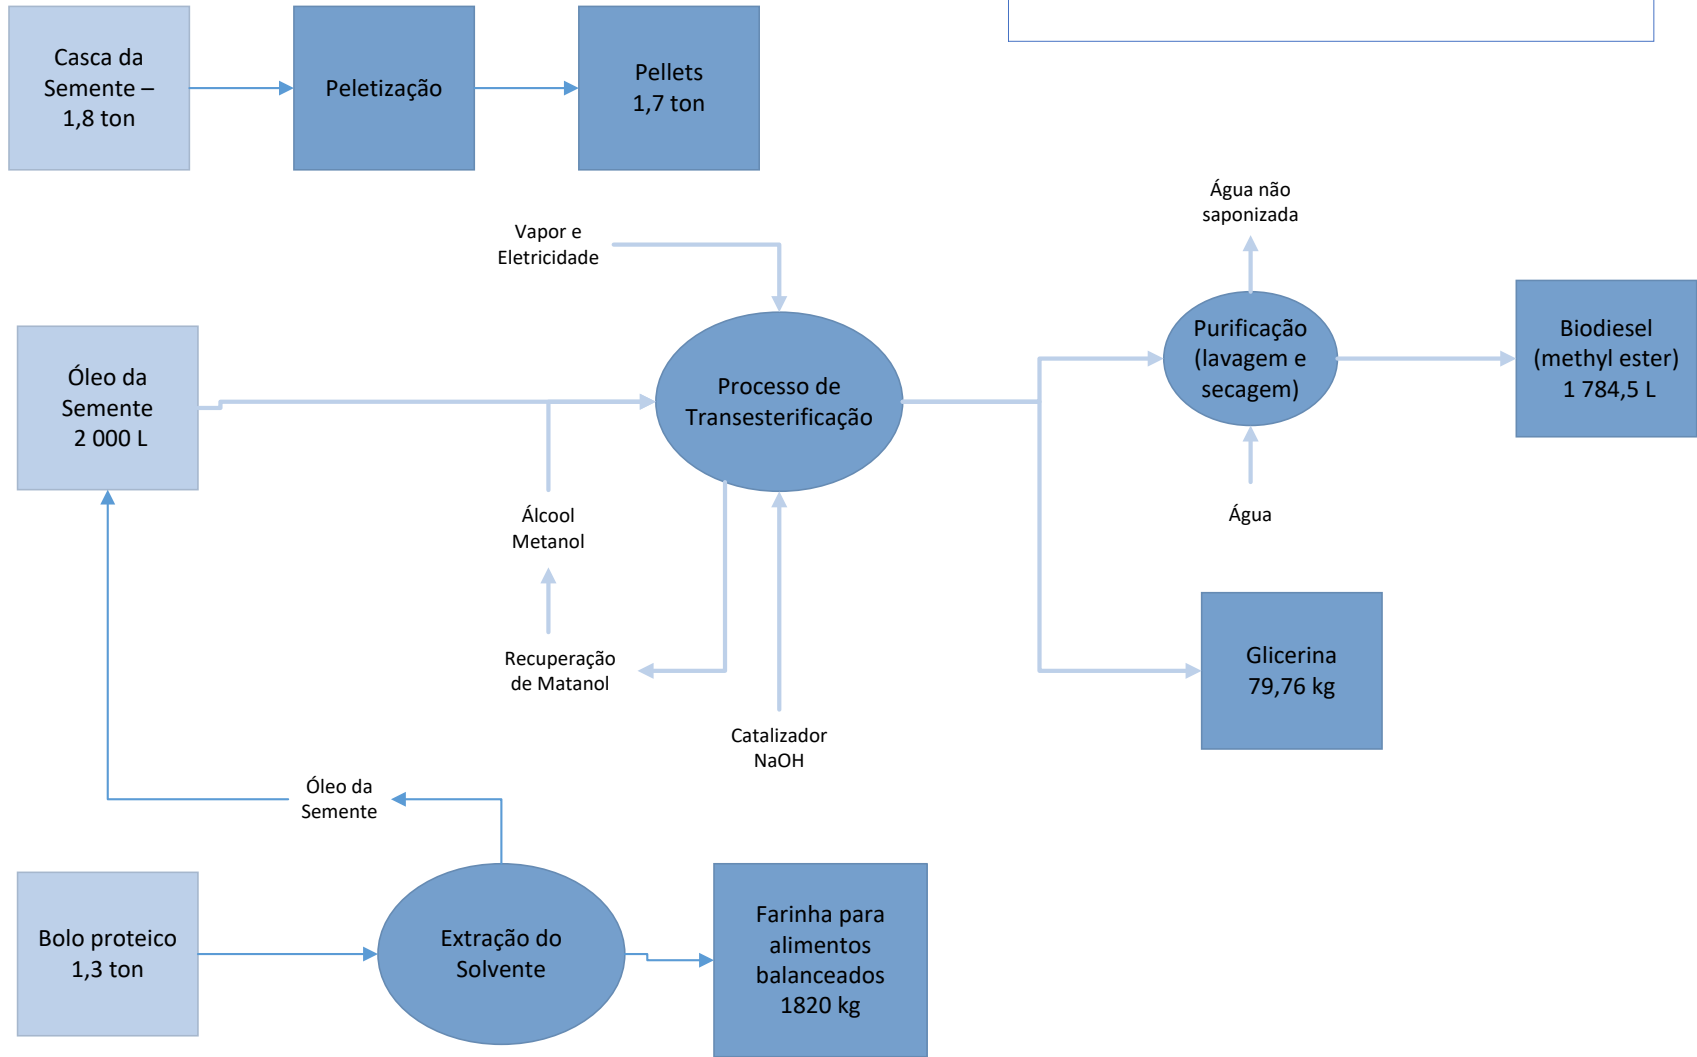 Casca da
Semente –
1,8 ton
Peletização
Pellets
1,7 ton
Vapor e
Eletricidade
Água não
saponizada
Óleo da
Semente
2 000 L
Processo de
Transesterificação
Purificação
(lavagem e
secagem)
Biodiesel
(methyl ester)
1 784,5 L
Álcool
Metanol
Água
Recuperação
de Matanol
Glicerina
79,76 kg
Catalizador
NaOH
Óleo da
Semente
Bolo proteico
1,3 ton
Extração do
Solvente
Farinha para
alimentos
balanceados
1820 kg